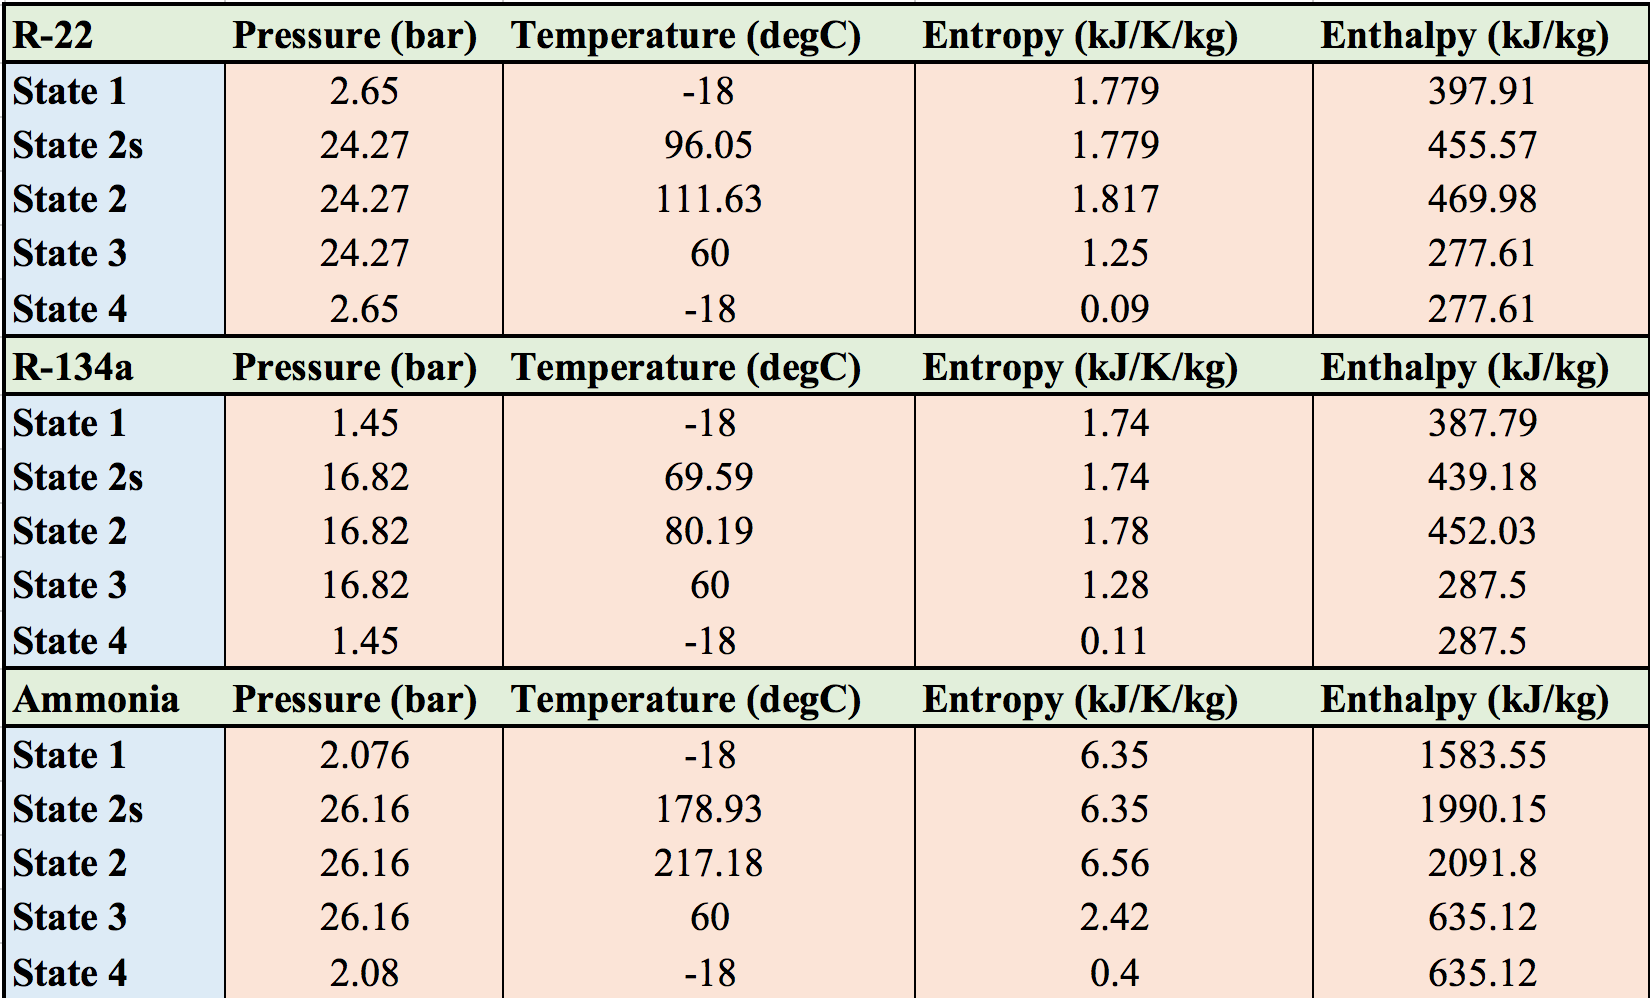 R-22 Pressure (bar) Temperature (degC) Entropy (kJ/K/kg) Enthalpy (kJ/kg)
State 1 2.65 -18 1.779 397.91
State 2s 24.27 96.05 1.779 455.57
State 2 24.27 111.63 1.817 469.98
State 3 24.27 60 1.25 277.61
State 4 2.65 -18 0.09 277.61
R-134a Pressure (bar) Temperature (degC) Entropy (kJ/K/kg) Enthalpy (kJ/kg)
State 1 1.45 -18 1.74 387.79
State 2s 16.82 69.59 1.74 439.18
State 2 16.82 80.19 1.78 452.03
State 3 16.82 60 1.28 287.5
State 4 1.45 -18 0.11 287.5
Ammonia Pressure (bar) Temperature (degC) Entropy (kJ/K/kg) Enthalpy (kJ/kg)
State 1 2.076 -18 6.35 1583.55
State 2s 26.16 178.93 6.35 1990.15
State 2 26.16 217.18 6.56 2091.8
State 3 26.16 60 2.42 635.12
State 4 2.08 -18 0.4 635.12